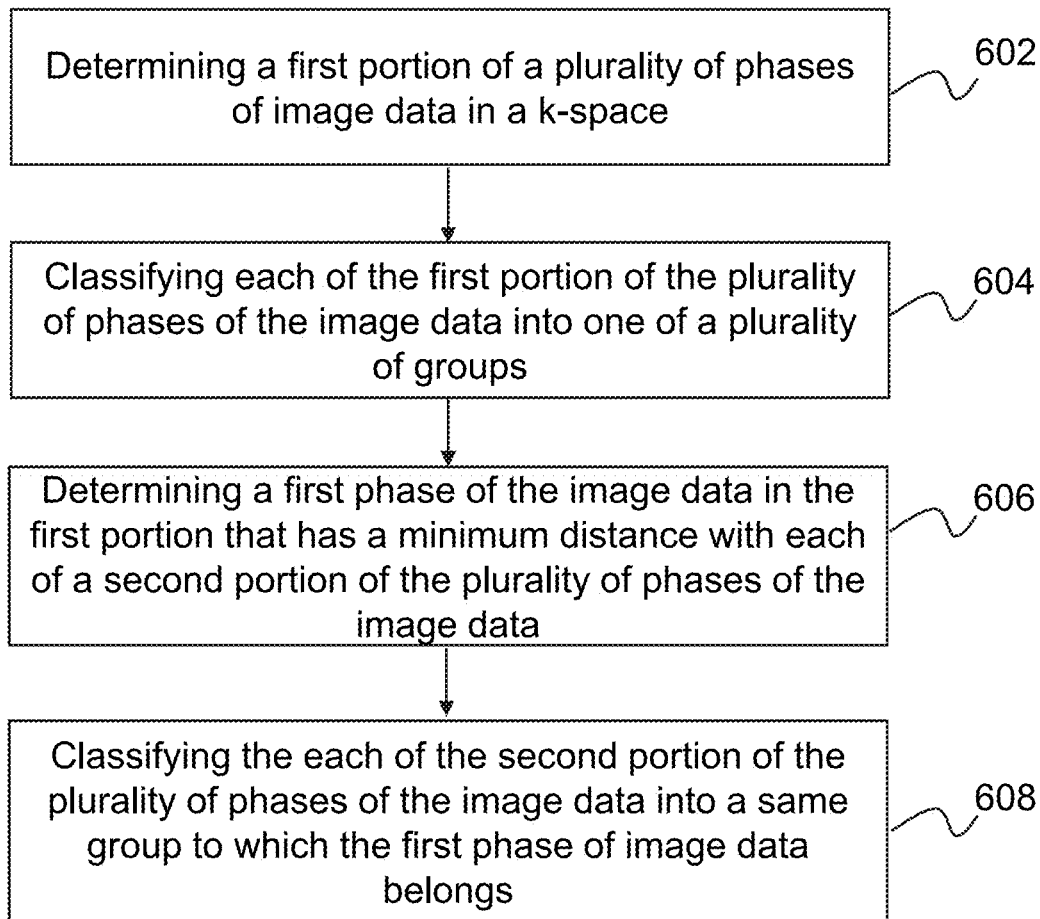 Determining a first portion of a plurality of phases
of image data in a k-space
602
Classifying each of the first portion of the plurality
of phases of the image data into one of a plurality
of groups
604
Determining a first phase of the image data in the
first portion that has a minimum distance with each
of a second portion of the plurality of phases of the
image data
606
Classifying the each of the second portion of the
plurality of phases of the image data into a same
group to which the first phase of image data
belongs
608